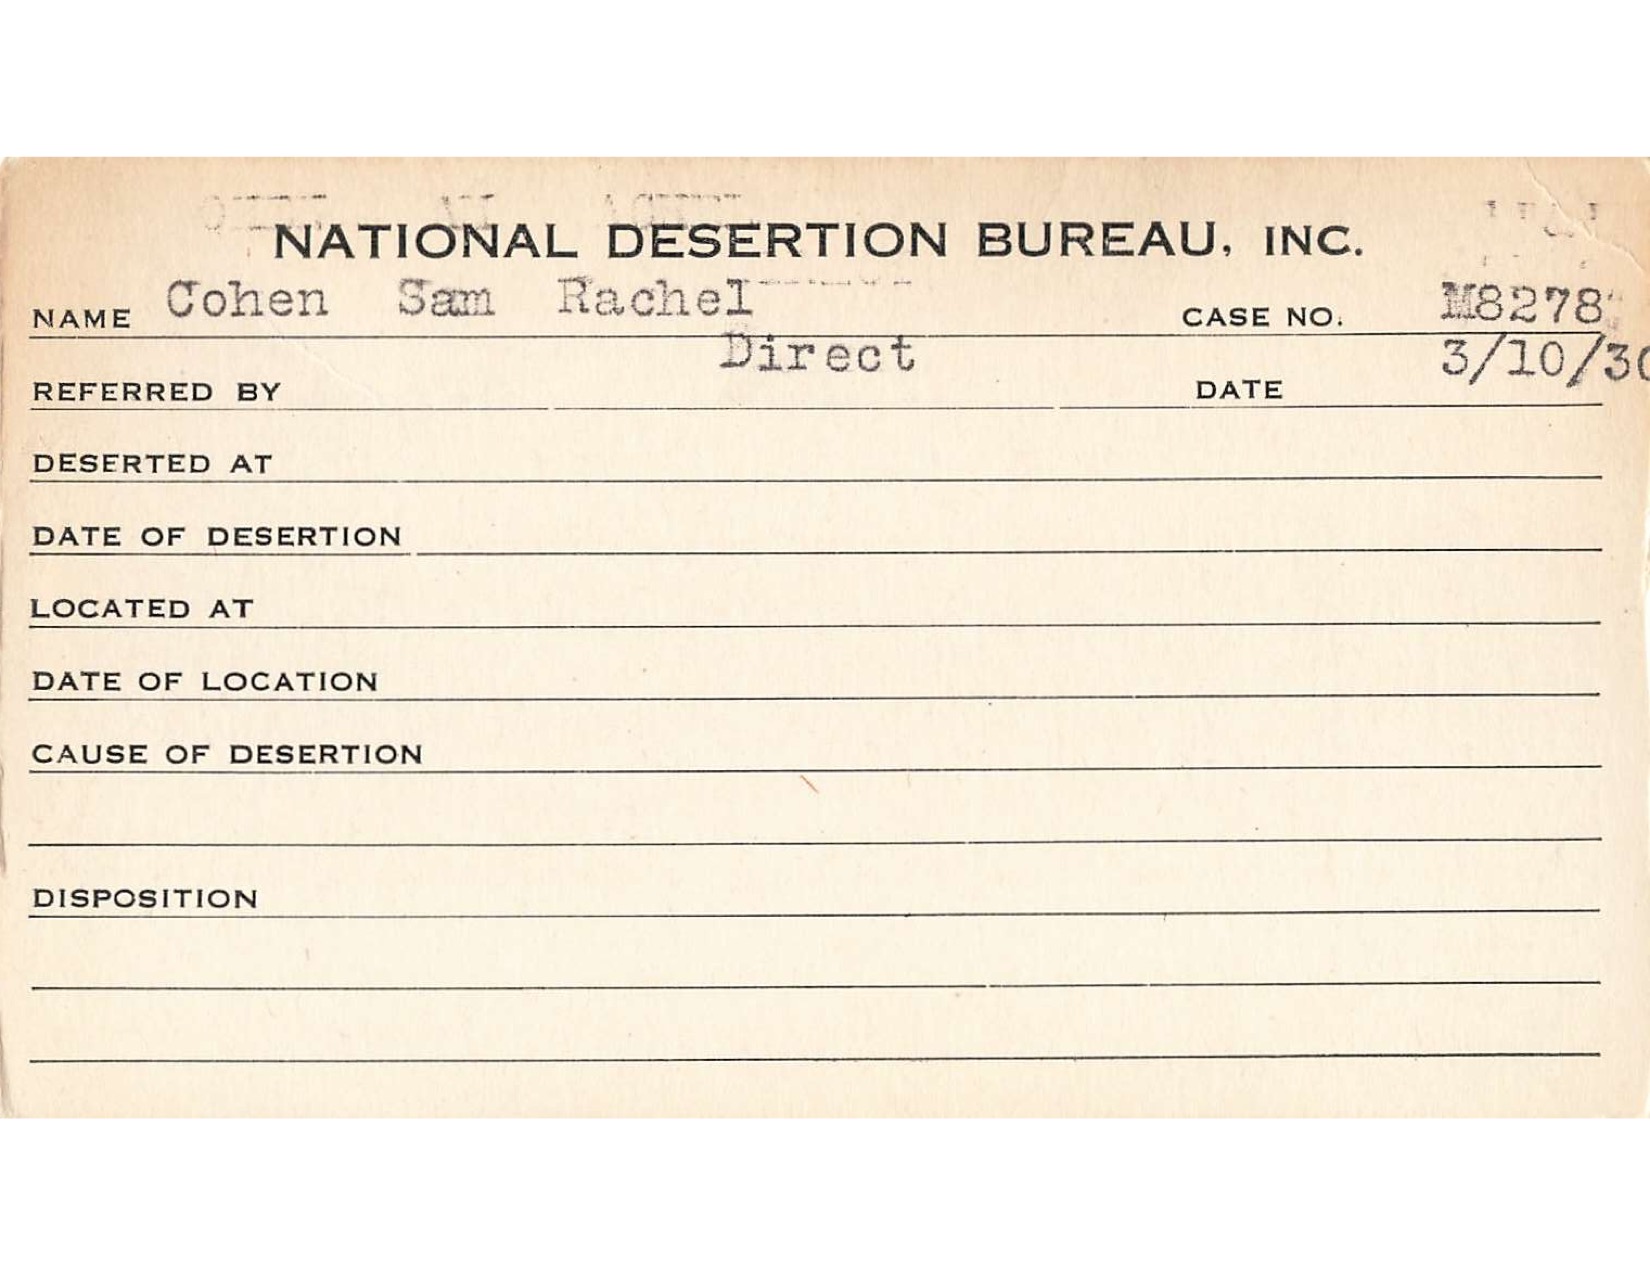 NATIONAL DESERTION BUREAU, INC.
NAME Cohen Sam Rachel CASE NO. M8278
REFERRED BY Direct DATE 3/10/30
DESERTED AT
DATE OF DESERTION
LOCATED AT
DATE OF LOCATION
CAUSE OF DESERTION
DISPOSITION